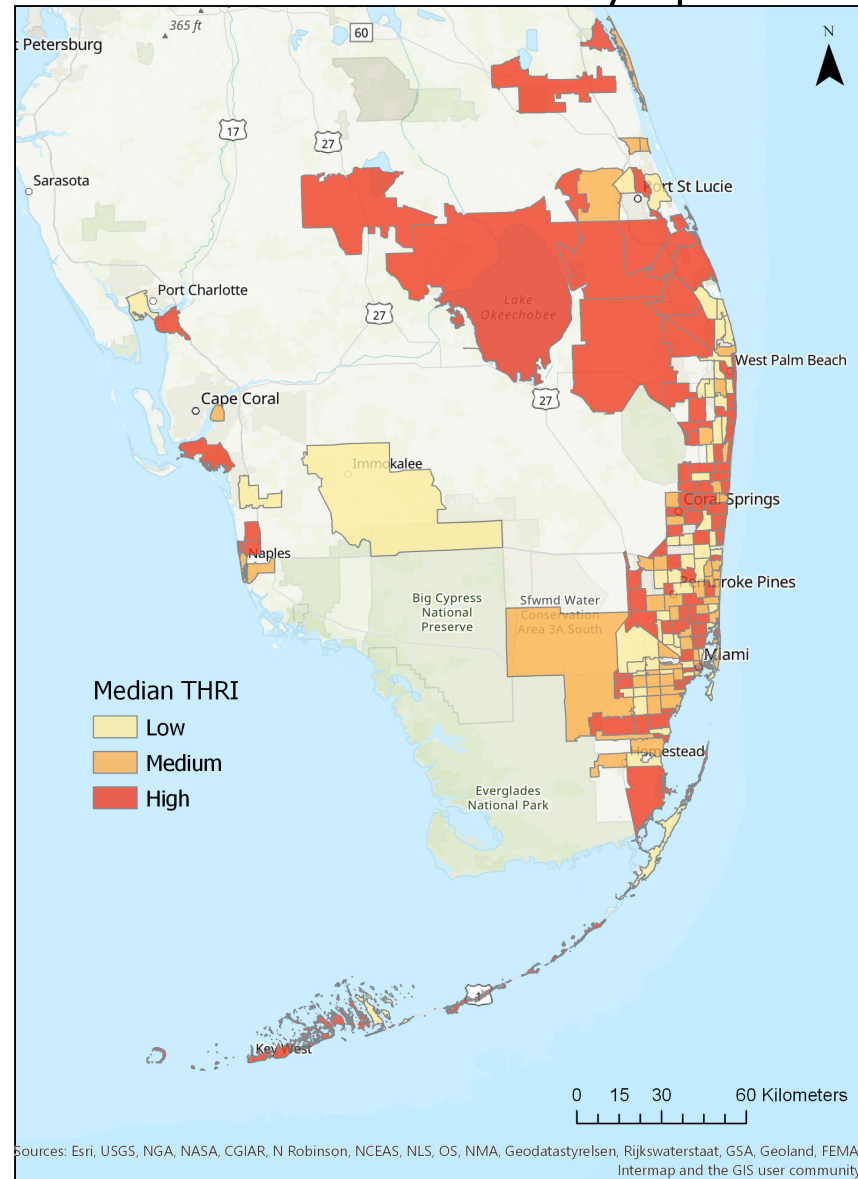 365 ft
60
t Petersburg
N
17
27
Sarasota
Fort St Lucie
Port Charlotte
Lake
Okeechobee
27
West Palm Beach
Cape Coral
27
Immokalee
Coral Springs
Naples
Pembroke Pines
Big Cypress
National
Preserve
Sfwmd Water
Conservation
Area 3A South
Miami
Median THRI
Low
Medium
High
Homestead
Everglades
National Park
1
Key West
0 15 30 60 Kilometers
Sources: Esri, USGS, NGA, NASA, CGIAR, N Robinson, NCEAS, NLS, OS, NMA, Geodatastyrelsen, Rijkswaterstaat, GSA, Geoland, FEMA
Intermap and the GIS user community